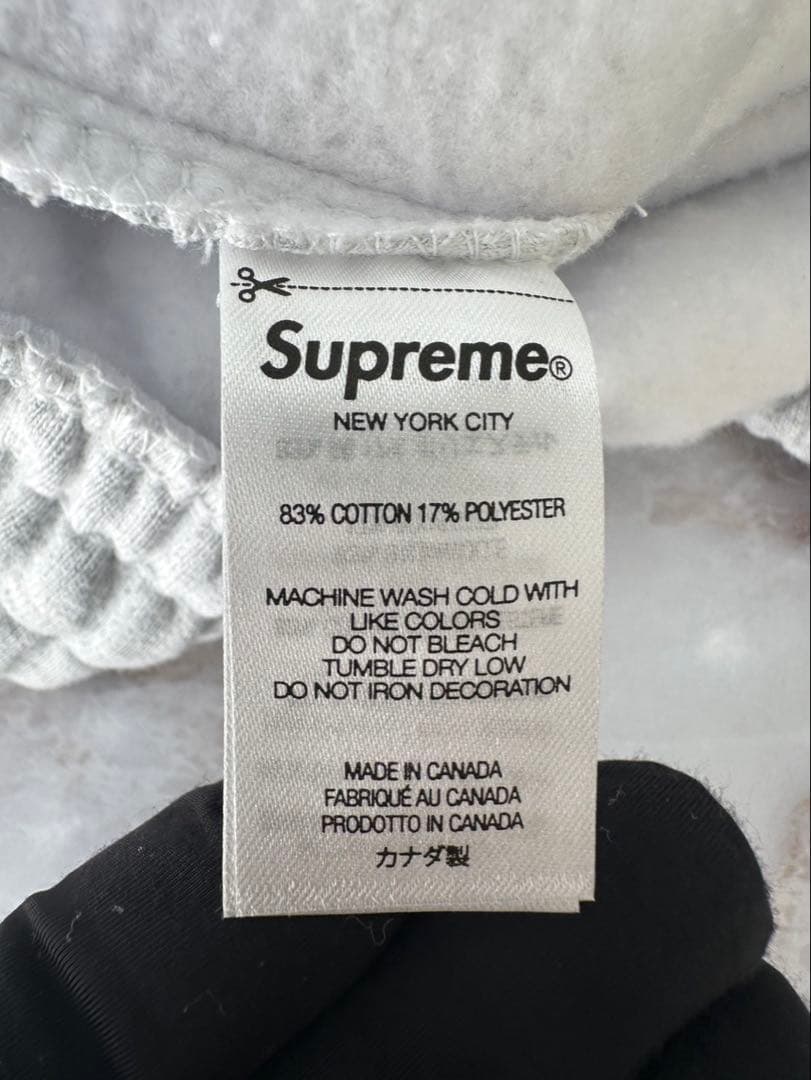 Supreme®
NEW YORK CITY
83% COTTON 17% POLYESTER
MACHINE WASH COLD WITH
LIKE COLORS
DO NOT BLEACH
TUMBLE DRY LOW
DO NOT IRON DECORATION
MADE IN CANADA
FABRIQUÉ AU CANADA
PRODOTTO IN CANADA
カナダ製